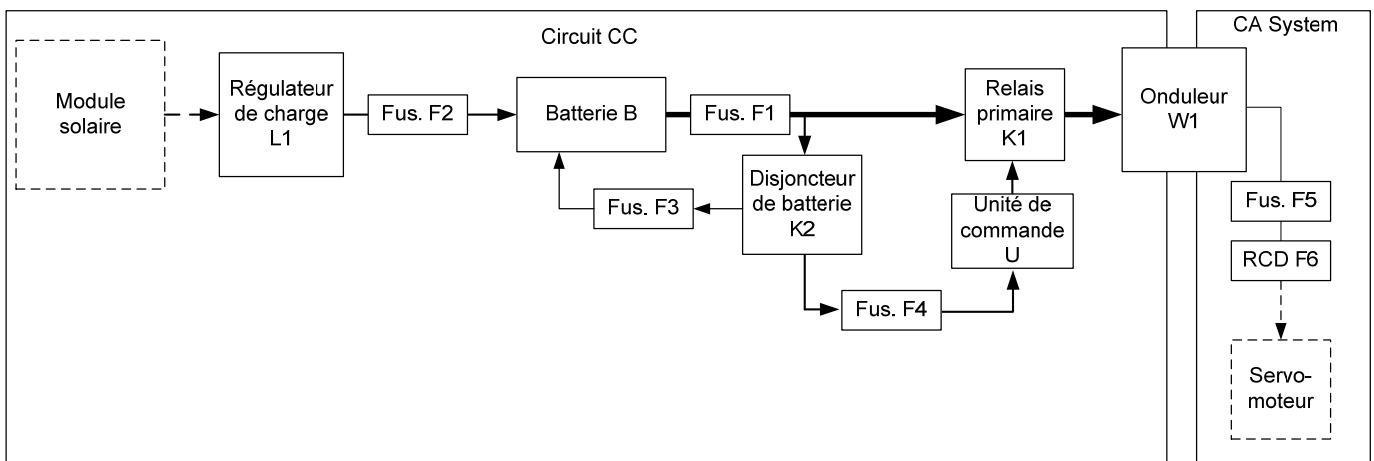 Circuit CC
CA System
Module
solaire
Régulateur
de charge
L1
Fus. F2
Batterie B
Fus. F1
Relais
primaire
K1
Onduleur
W1
Fus. F3
Disjoncteur
de batterie
K2
Unité de
commande
U
Fus. F4
Fus. F5
RCD F6
Servo-
moteur